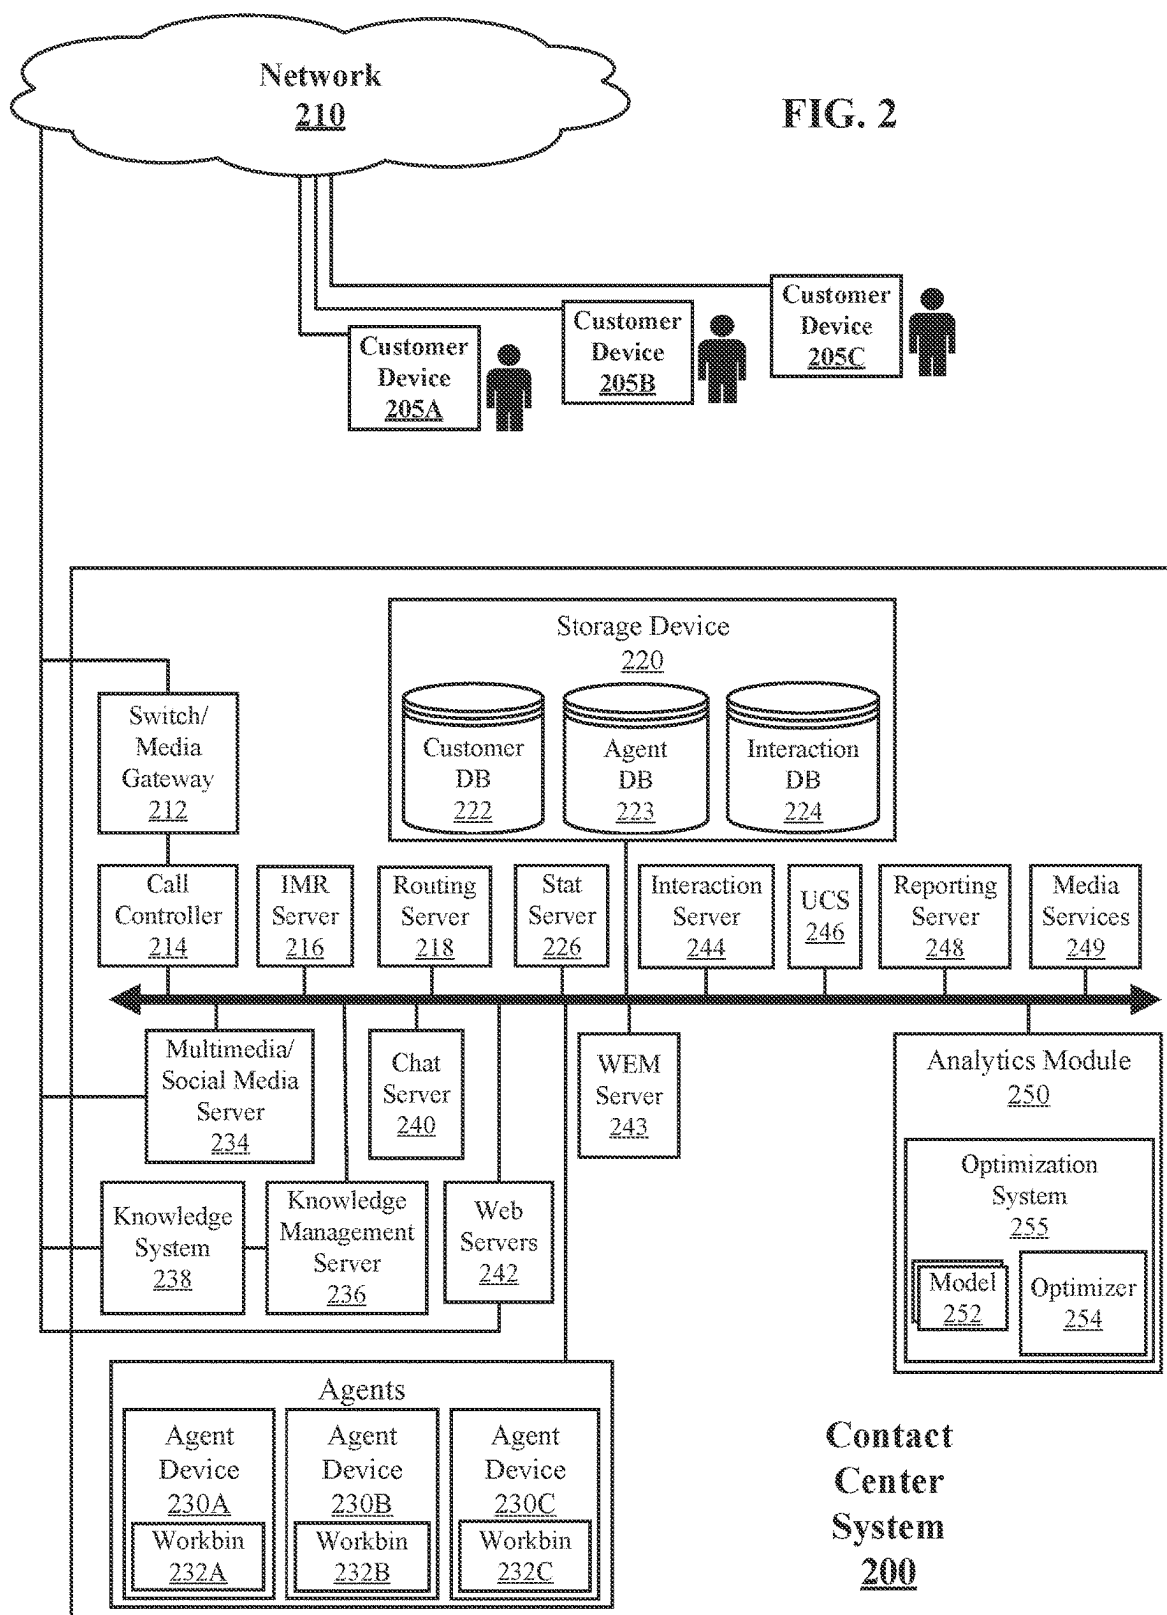 Network
210
FIG. 2
Customer
Device
205A
Customer
Device
205B
Customer
Device
205C
Storage Device
220
Customer
DB
222
Agent
DB
223
Interaction
DB
224
Switch/
Media
Gateway
212
Call
Controller
214
IMR
Server
216
Routing
Server
218
Stat
Server
226
Interaction
Server
244
UCS
246
Reporting
Server
248
Media
Services
249
Multimedia/
Social Media
Server
234
Chat
Server
240
WEM
Server
243
Analytics Module
250
Optimization
System
255
Model
252
Optimizer
254
Knowledge
System
238
Knowledge
Management
Server
236
Web
Servers
242
Agents
Agent
Device
230A
Workbin
232A
Agent
Device
230B
Workbin
232B
Agent
Device
230C
Workbin
232C
Contact
Center
System
200